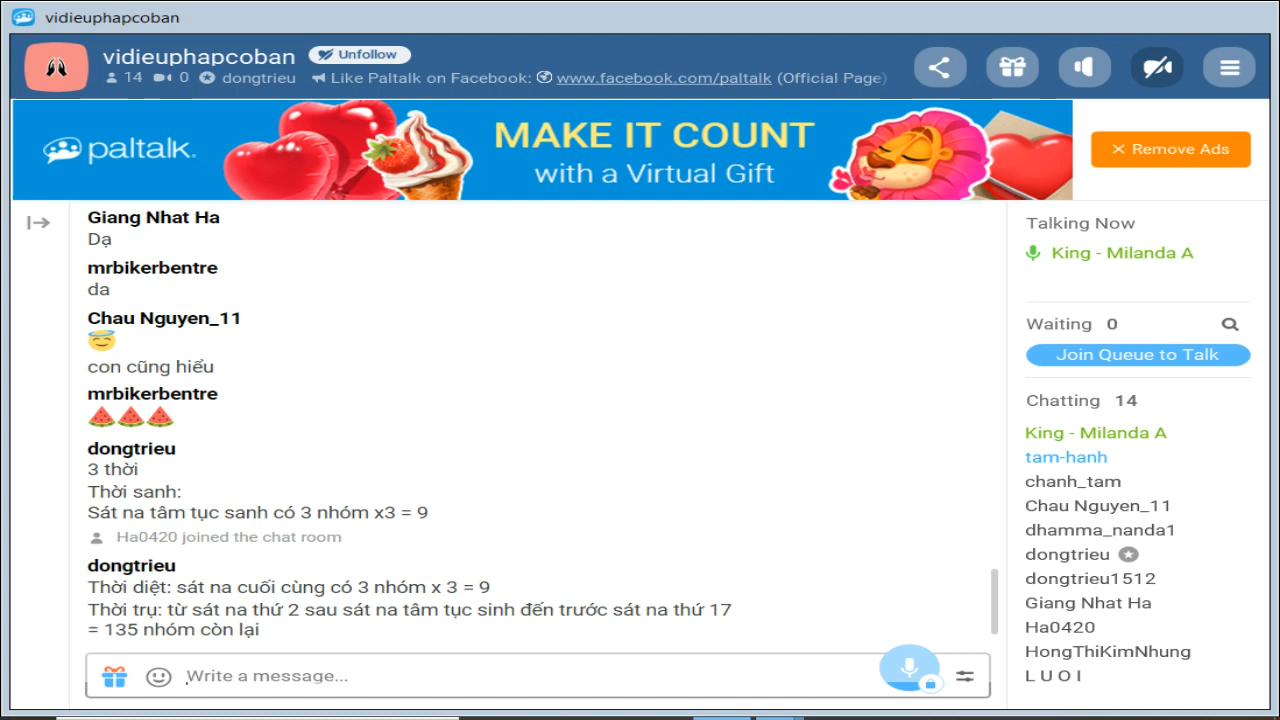 vidieuphapcoban
vidieuphapcoban Unfollow
14 0 dongtrieu Like Paltalk on Facebook: www.facebook.com/paltalk (Official Page)
paltalk.
MAKE IT COUNT
with a Virtual Gift
Remove Ads
Giang Nhat Ha
Dạ
mrbikerbentre
da
Chau Nguyen_11
con cũng hiểu
mrbikerbentre
dongtrieu
3 thời
Thời sanh:
Sát na tâm tục sanh có 3 nhóm x3 = 9
Ha0420 joined the chat room
dongtrieu
Thời diệt: sát na cuối cùng có 3 nhóm x 3 = 9
Thời trụ: từ sát na thứ 2 sau sát na tâm tục sinh đến trước sát na thứ 17
= 135 nhóm còn lại
Write a message...
Talking Now
King - Milanda A
Waiting 0
Join Queue to Talk
Chatting 14
King - Milanda A
tam-hanh
chanh_tam
Chau Nguyen_11
dhamma_nanda1
dongtrieu
dongtrieu1512
Giang Nhat Ha
Ha0420
HongThiKimNhung
L U O I